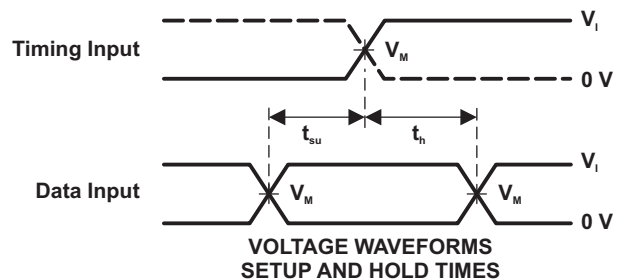 V_I
Timing Input
V_M
0 V
t_su
t_h
V_I
Data Input
V_M
V_M
0 V
VOLTAGE WAVEFORMS
SETUP AND HOLD TIMES